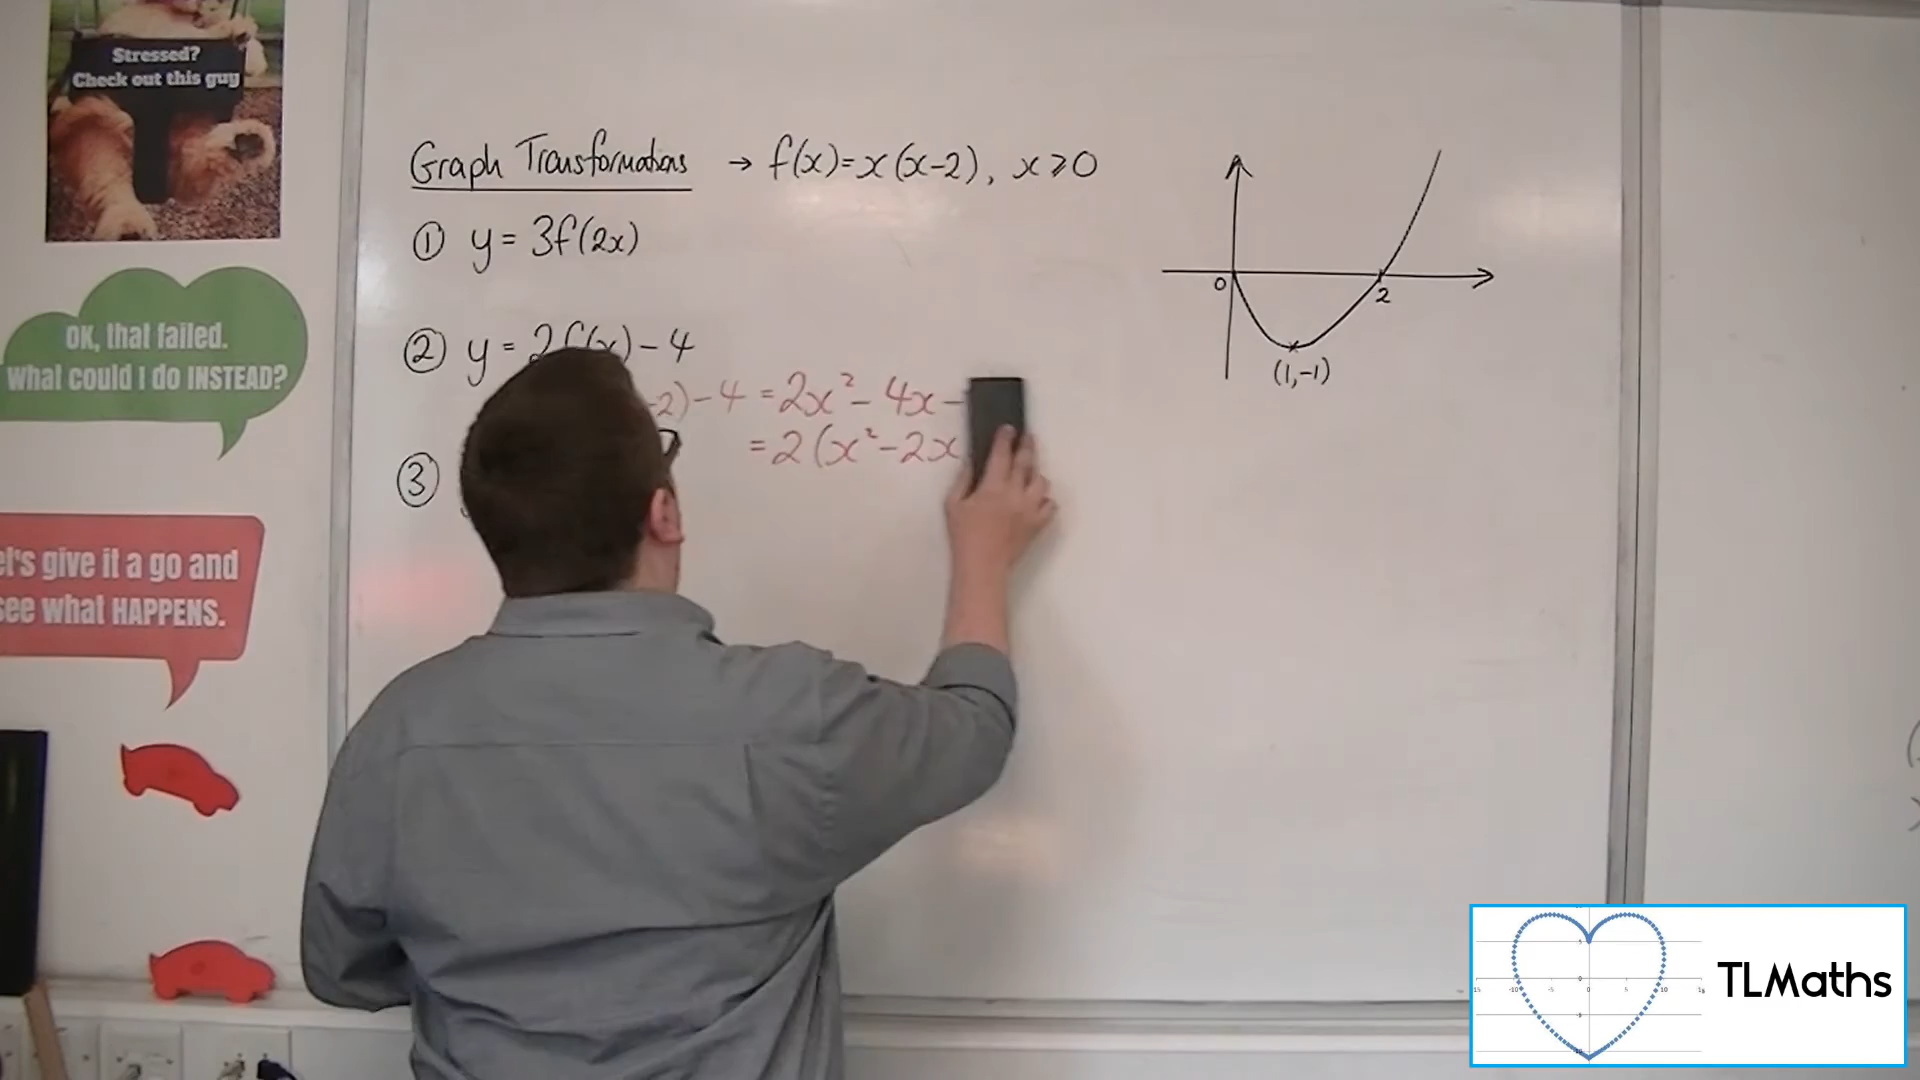 Stressed?
Check out this guy
OK, that failed.
What could I do INSTEAD?
et's give it a go and
see what HAPPENS.
Graph Transformations → f(x)=x(x-2), x⩾0
① y = 3f(2x)
② y = 2f(x) - 4
-2) - 4 = 2x² - 4x -
= 2(x² - 2x
③
0
2
(1,-1)
TLMaths